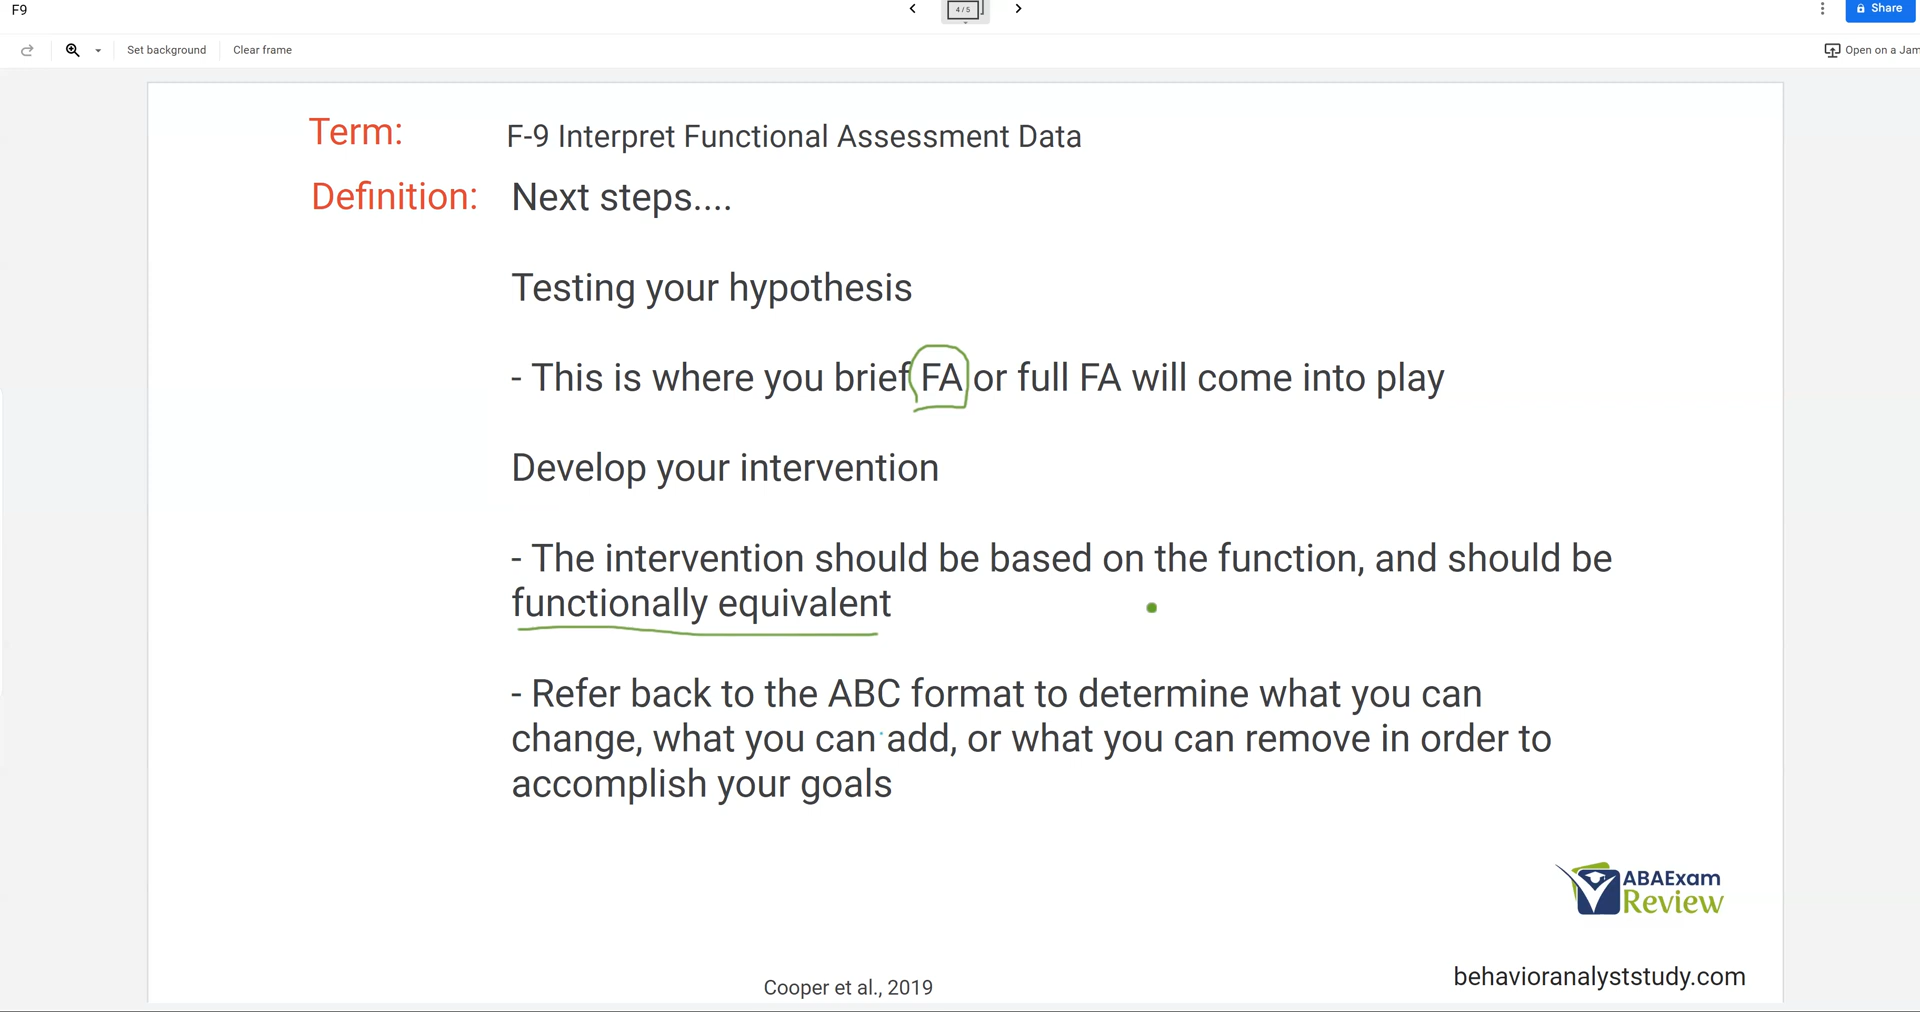 F9
4 / 5
Share
Set background
Clear frame
Open on a Jam
Term:
F-9 Interpret Functional Assessment Data
Definition:
Next steps....
Testing your hypothesis
- This is where you brief FA or full FA will come into play
Develop your intervention
- The intervention should be based on the function, and should be
functionally equivalent
- Refer back to the ABC format to determine what you can
change, what you can add, or what you can remove in order to
accomplish your goals
ABAExam
Review
behavioranalyststudy.com
Cooper et al., 2019